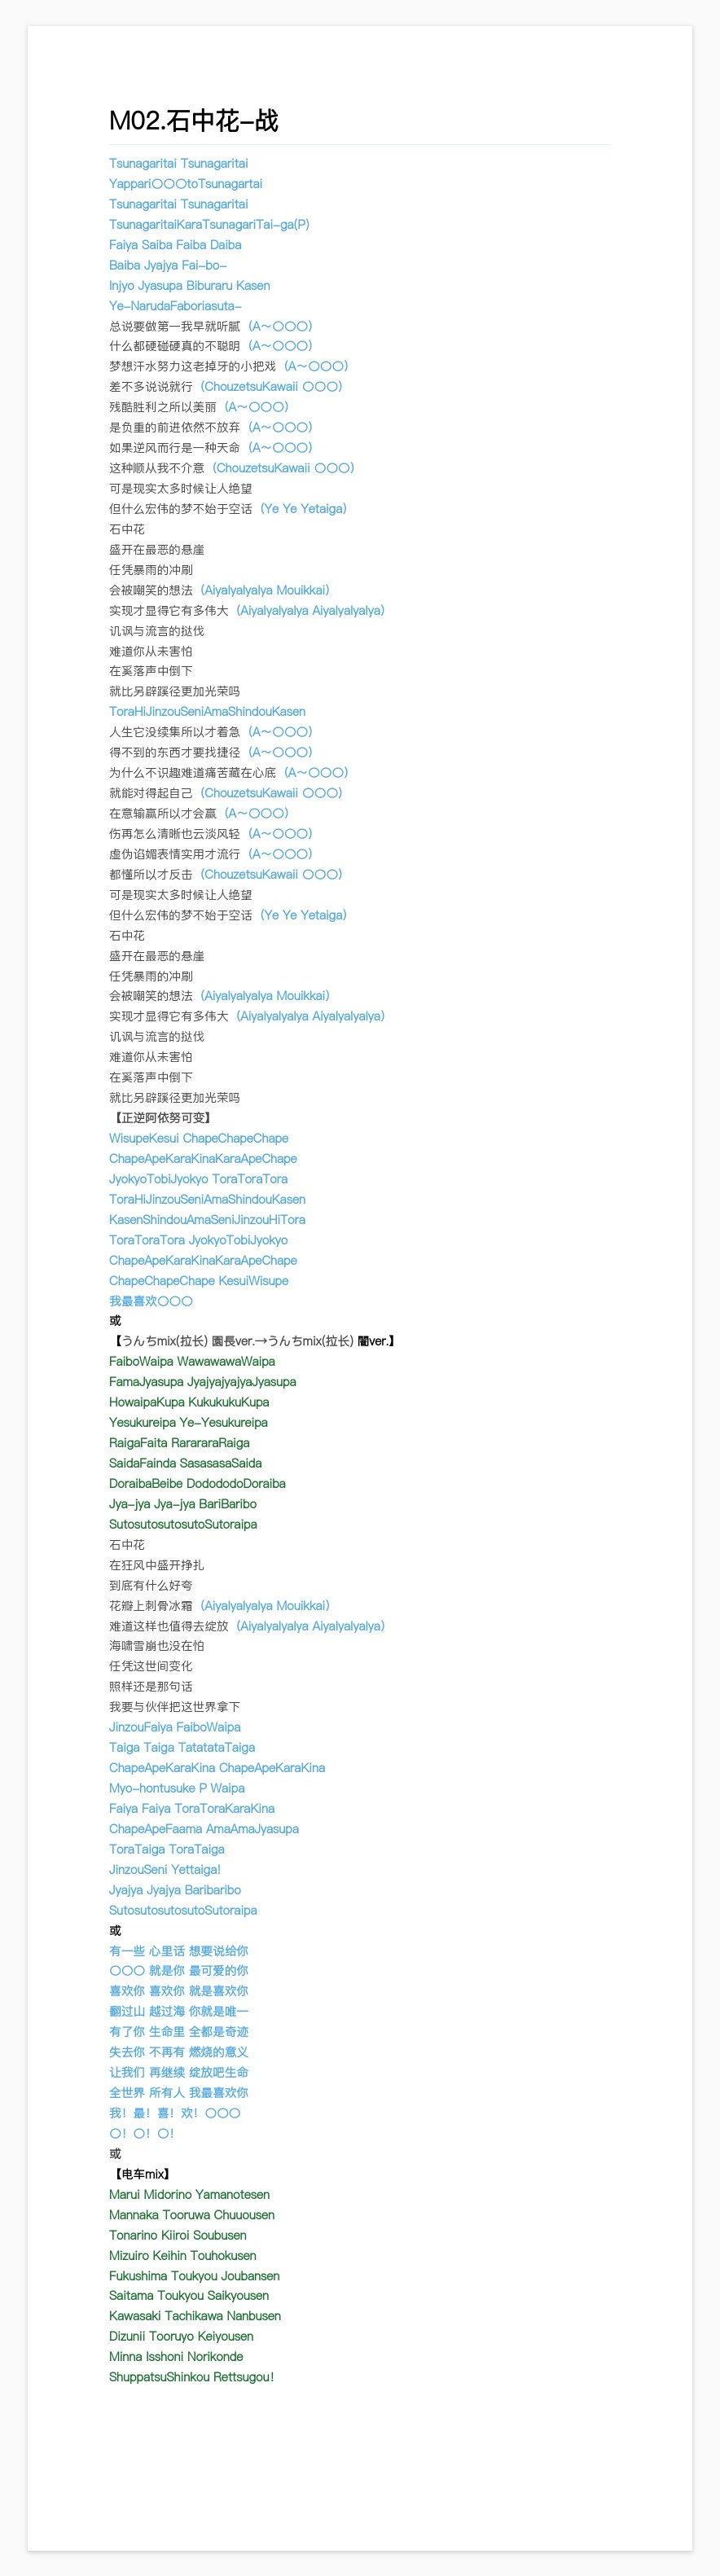 M02.石中花-战
Tsunagaritai Tsunagaritai
Yappari〇〇〇toTsunagartai
Tsunagaritai Tsunagaritai
TsunagaritaiKaraTsunagariTai-ga(P)
Faiya Saiba Faiba Daiba
Baiba Jyajya Fai-bo-
Injyo Jyasupa Biburaru Kasen
Ye-NarudaFaboriasuta-
总说要做第一我早就听腻（A～〇〇〇）
什么都硬碰硬真的不聪明（A～〇〇〇）
梦想汗水努力这老掉牙的小把戏（A～〇〇〇）
差不多说说就行（ChouzetsuKawaii 〇〇〇）
残酷胜利之所以美丽（A～〇〇〇）
是负重的前进依然不放弃（A～〇〇〇）
如果逆风而行是一种天命（A～〇〇〇）
这种顺从我不介意（ChouzetsuKawaii 〇〇〇）
可是现实太多时候让人绝望
但什么宏伟的梦不始于空话（Ye Ye Yetaiga）
石中花
盛开在最恶的悬崖
任凭暴雨的冲刷
会被嘲笑的想法（Aiyalyalyalya Mouikkai）
实现才显得它有多伟大（Aiyalyalyalya Aiyalyalyalya）
讥讽与流言的挞伐
难道你从未害怕
在奚落声中倒下
就比另辟蹊径更加光荣吗
ToraHiJinzouSeniAmaShindouKasen
人生它没续集所以才着急（A～〇〇〇）
得不到的东西才要找捷径（A～〇〇〇）
为什么不识趣难道痛苦藏在心底（A～〇〇〇）
就能对得起自己（ChouzetsuKawaii 〇〇〇）
在意输赢所以才会赢（A～〇〇〇）
伤再怎么清晰也云淡风轻（A～〇〇〇）
虚伪谄媚表情实用才流行（A～〇〇〇）
都懂所以才反击（ChouzetsuKawaii 〇〇〇）
可是现实太多时候让人绝望
但什么宏伟的梦不始于空话（Ye Ye Yetaiga）
石中花
盛开在最恶的悬崖
任凭暴雨的冲刷
会被嘲笑的想法（Aiyalyalyalya Mouikkai）
实现才显得它有多伟大（Aiyalyalyalya Aiyalyalyalya）
讥讽与流言的挞伐
难道你从未害怕
在奚落声中倒下
就比另辟蹊径更加光荣吗
【正逆阿依努可变】
WisupeKesui ChapeChapeChape
ChapeApeKaraKinaKaraApeChape
JyokyoTobiJyokyo ToraToraTora
ToraHiJinzouSeniAmaShindouKasen
KasenShindouAmaSeniJinzouHiTora
ToraToraTora JyokyoTobiJyokyo
ChapeApeKaraKinaKaraApeChape
ChapeChapeChape KesuiWisupe
我最喜欢〇〇〇
或
【うんちmix(拉长) 園長ver.→うんちmix(拉长) 闇ver.】
FaiboWaipa WawawawaWaipa
FamaJyasupa JyajyajyajyaJyasupa
HowaipaKupa KukukukuKupa
Yesukureipa Ye-Yesukureipa
RaigaFaita RarararaRaiga
SaidaFainda SasasasaSaida
DoraibaBeibe DodododoDoraiba
Jya-jya Jya-jya BariBaribo
SutosutosutosutoSutoraipa
石中花
在狂风中盛开挣扎
到底有什么好夸
花瓣上刺骨冰霜（Aiyalyalyalya Mouikkai）
难道这样也值得去绽放（Aiyalyalyalya Aiyalyalyalya）
海啸雪崩也没在怕
任凭这世间变化
照样还是那句话
我要与伙伴把这世界拿下
JinzouFaiya FaiboWaipa
Taiga Taiga TatatataTaiga
ChapeApeKaraKina ChapeApeKaraKina
Myo-hontusuke P Waipa
Faiya Faiya ToraToraKaraKina
ChapeApeFaama AmaAmaJyasupa
ToraTaiga ToraTaiga
JinzouSeni Yettaiga!
Jyajya Jyajya Baribaribo
SutosutosutosutoSutoraipa
或
有一些 心里话 想要说给你
〇〇〇 就是你 最可爱的你
喜欢你 喜欢你 就是喜欢你
翻过山 越过海 你就是唯一
有了你 生命里 全都是奇迹
失去你 不再有 燃烧的意义
让我们 再继续 绽放吧生命
全世界 所有人 我最喜欢你
我！最！喜！欢！〇〇〇
〇！〇！〇！
或
【电车mix】
Marui Midorino Yamanotesen
Mannaka Tooruwa Chuuousen
Tonarino Kiiroi Soubusen
Mizuiro Keihin Touhokusen
Fukushima Toukyou Joubansen
Saitama Toukyou Saikyousen
Kawasaki Tachikawa Nanbusen
Dizunii Tooruyo Keiyousen
Minna Isshoni Norikonde
ShuppatsuShinkou Rettsugou！